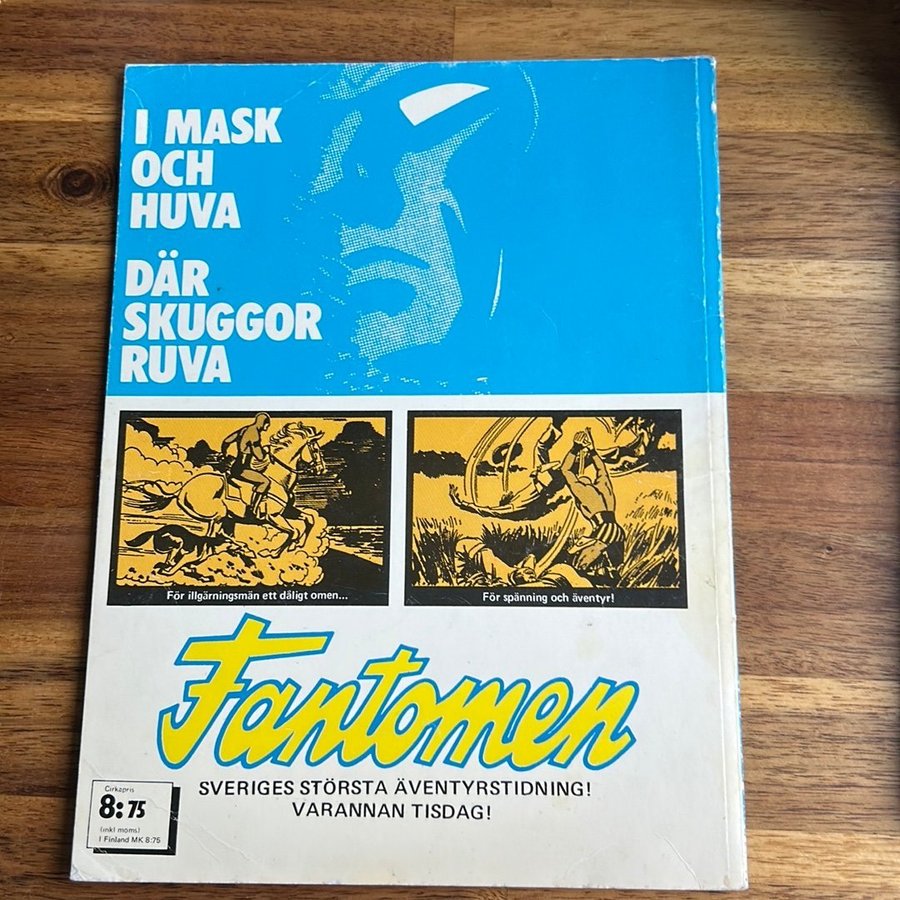 I MASK
OCH
HUVA
DÄR
SKUGGOR
RUVA
För illgärningsmän ett dåligt omen...
För spänning och äventyr!
Fantomen
SVERIGES STÖRSTA ÄVENTYRSTIDNING!
VARANNAN TISDAG!
Cirkapris
8:75
(inkl moms)
I Finland MK 8:75